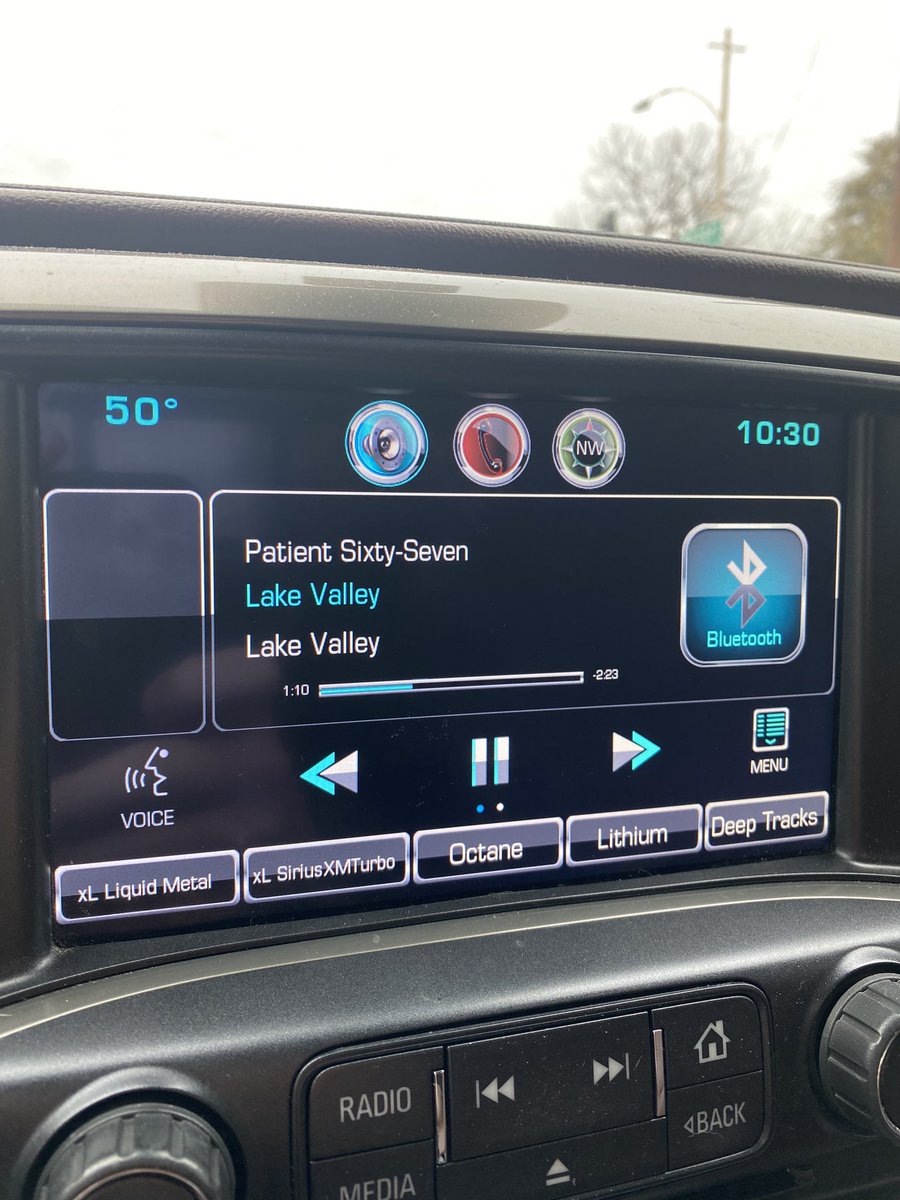 50°
NW
10:30
Patient Sixty-Seven
Lake Valley
Lake Valley
Bluetooth
1:10
-2:23
VOICE
MENU
xL Liquid Metal
xL SiriusXMTurbo
Octane
Lithium
Deep Tracks
RADIO
BACK
MEDIA